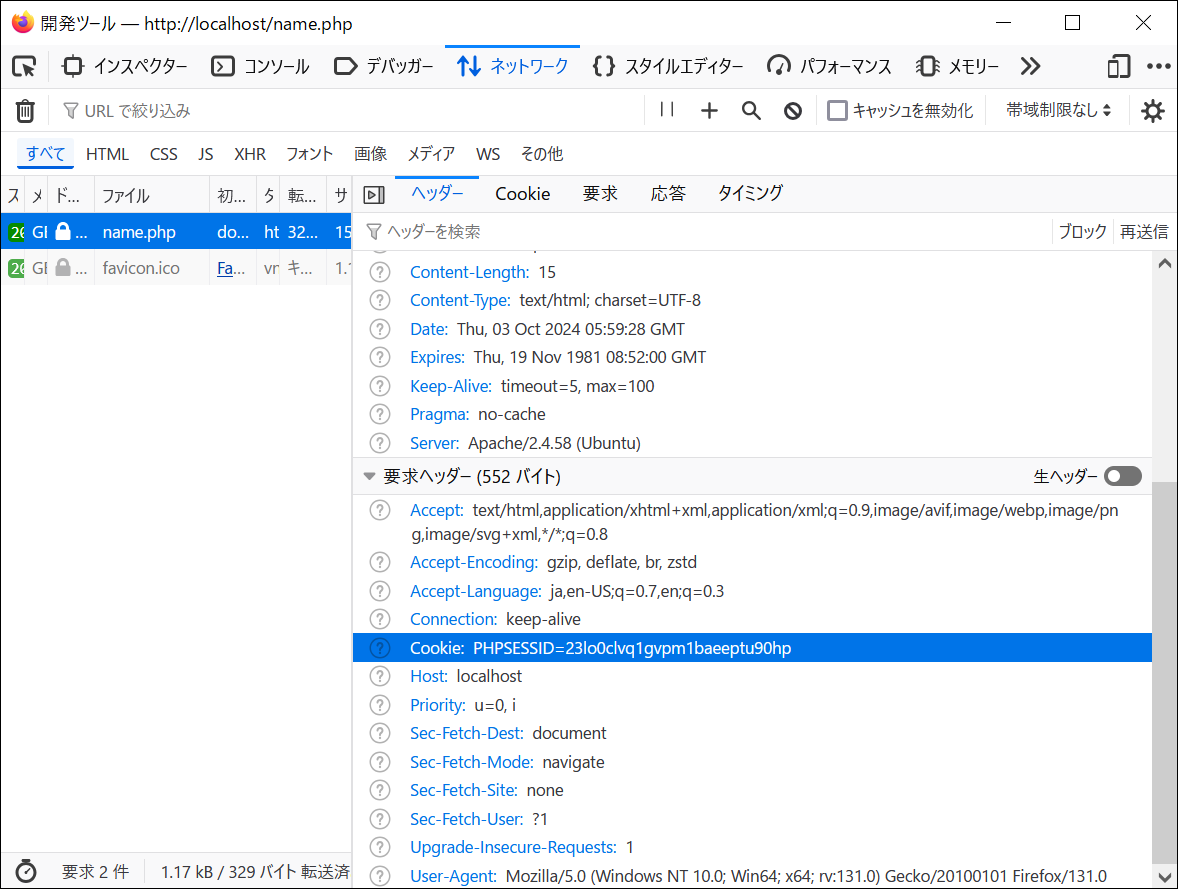 開発ツール — http://localhost/name.php
インスペクター コンソール デバッガー ネットワーク {} スタイルエディター パフォーマンス メモリー
URL で絞り込み キャッシュを無効化 帯域制限なし
すべて HTML CSS JS XHR フォント 画像 メディア WS その他
ス メ ド... ファイル 初... タ 転... サ
ヘッダー Cookie 要求 応答 タイミング
20 GE ... name.php do... ht 32... 15
20 GE ... favicon.ico Fa... vn キ... 1.1
ヘッダーを検索 ブロック 再送信
Content-Length: 15
Content-Type: text/html; charset=UTF-8
Date: Thu, 03 Oct 2024 05:59:28 GMT
Expires: Thu, 19 Nov 1981 08:52:00 GMT
Keep-Alive: timeout=5, max=100
Pragma: no-cache
Server: Apache/2.4.58 (Ubuntu)
要求ヘッダー (552 バイト) 生ヘッダー
Accept: text/html,application/xhtml+xml,application/xml;q=0.9,image/avif,image/webp,image/pn
g,image/svg+xml,*/*;q=0.8
Accept-Encoding: gzip, deflate, br, zstd
Accept-Language: ja,en-US;q=0.7,en;q=0.3
Connection: keep-alive
Cookie: PHPSESSID=23lo0clvq1gvpm1baeeptu90hp
Host: localhost
Priority: u=0, i
Sec-Fetch-Dest: document
Sec-Fetch-Mode: navigate
Sec-Fetch-Site: none
Sec-Fetch-User: ?1
Upgrade-Insecure-Requests: 1
User-Agent: Mozilla/5.0 (Windows NT 10.0; Win64; x64; rv:131.0) Gecko/20100101 Firefox/131.0
要求 2 件 1.17 kB / 329 バイト 転送済